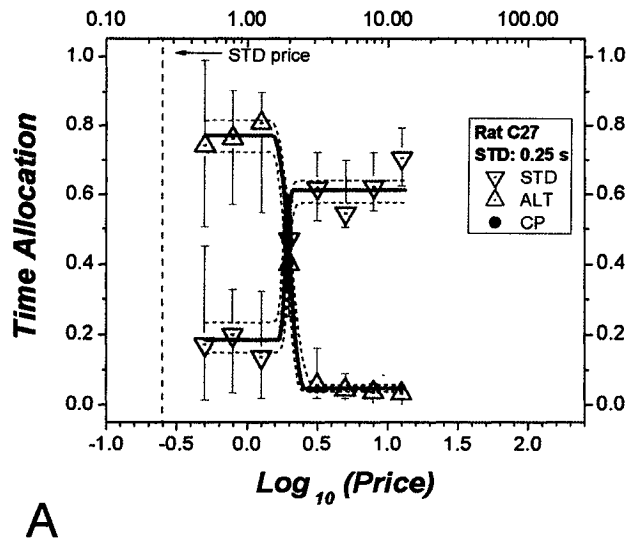 0.10 1.00 10.00 100.00
STD price
1.0 1.0
0.8 0.8
0.6 0.6
0.4 0.4
0.2 0.2
0.0 0.0
Time Allocation
Rat C27
STD: 0.25 s
STD
ALT
CP
-1.0 -0.5 0.0 0.5 1.0 1.5 2.0
Log 10 (Price)
A